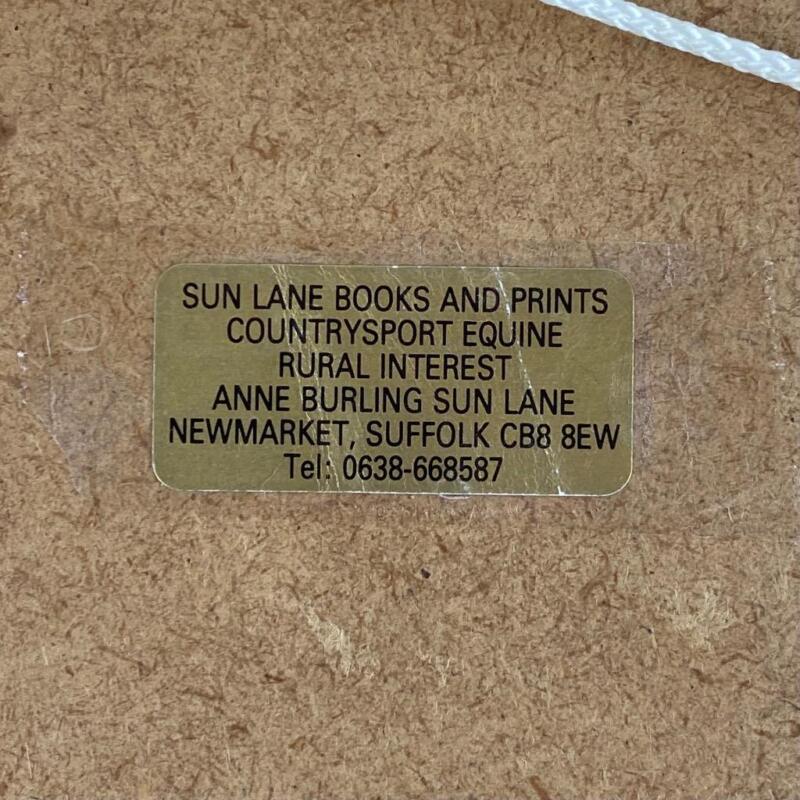 SUN LANE BOOKS AND PRINTS
COUNTRYSPORT EQUINE
RURAL INTEREST
ANNE BURLING SUN LANE
NEWMARKET, SUFFOLK CB8 8EW
Tel: 0638-668587